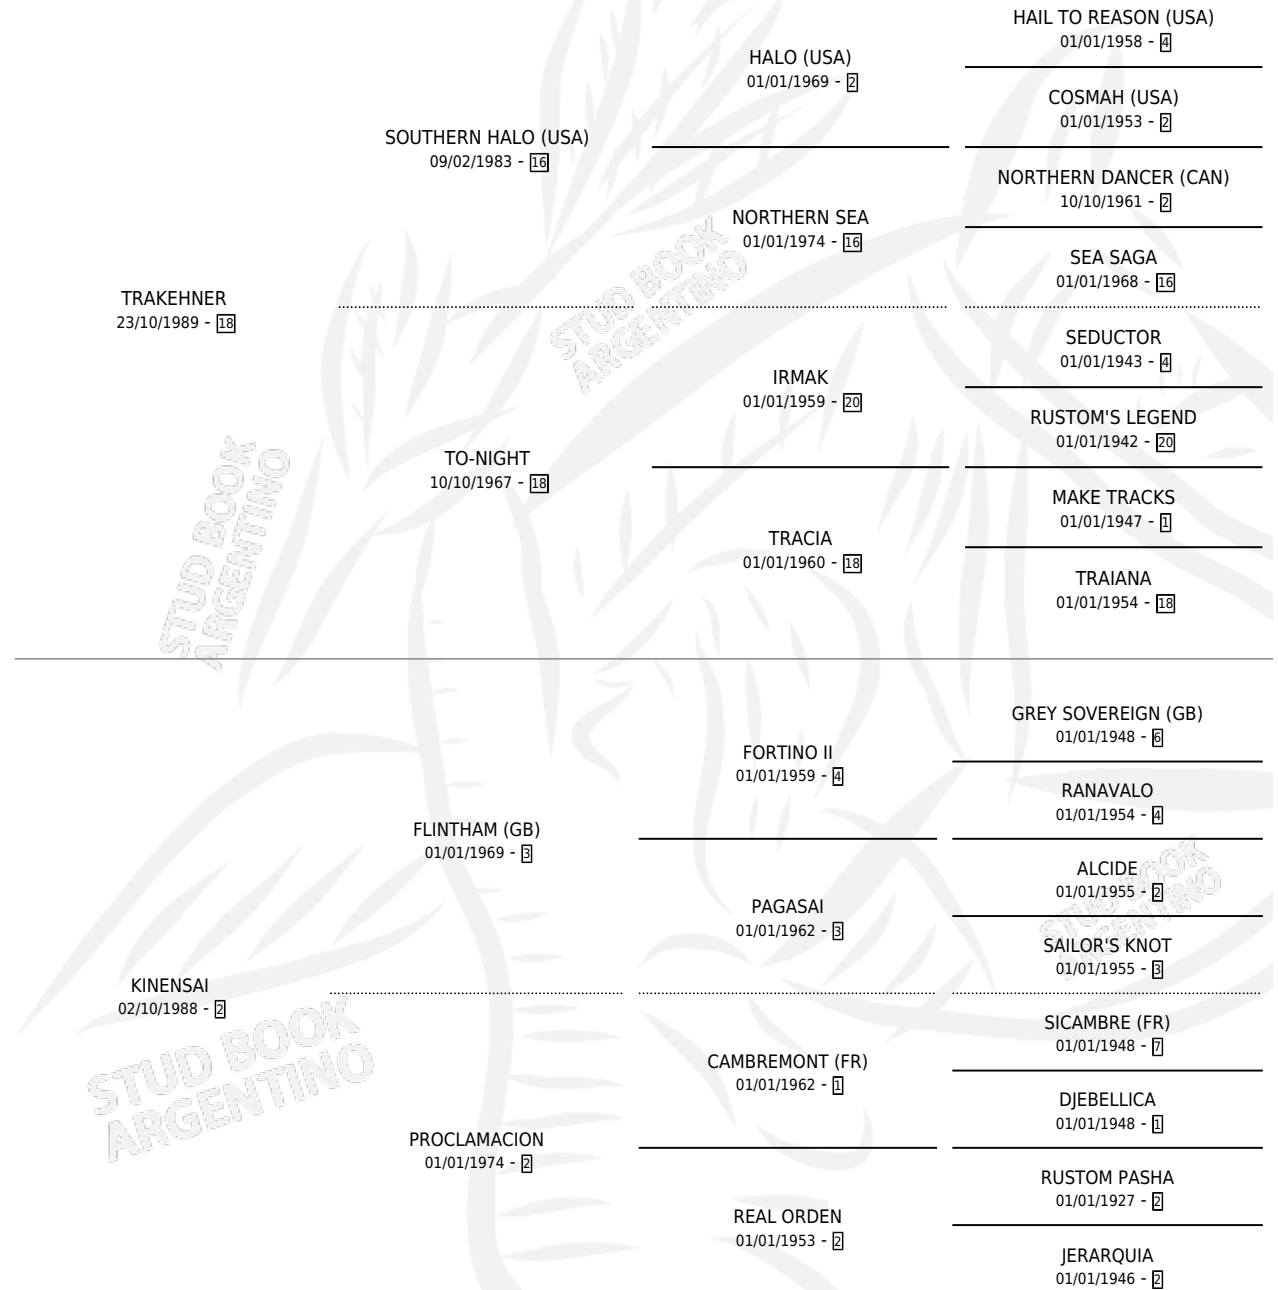 HAIL TO REASON (USA)
01/01/1958 - 4
HALO (USA)
01/01/1969 - 2
COSMAH (USA)
01/01/1953 - 2
SOUTHERN HALO (USA)
09/02/1983 - 16
NORTHERN DANCER (CAN)
10/10/1961 - 2
NORTHERN SEA
01/01/1974 - 16
SEA SAGA
01/01/1968 - 16
TRAKEHNER
23/10/1989 - 18
SEDUCTOR
01/01/1943 - 4
IRMAK
01/01/1959 - 20
RUSTOM'S LEGEND
01/01/1942 - 20
TO-NIGHT
10/10/1967 - 18
MAKE TRACKS
01/01/1947 - 1
TRACIA
01/01/1960 - 18
TRAIANA
01/01/1954 - 18
GREY SOVEREIGN (GB)
01/01/1948 - 6
FORTINO II
01/01/1959 - 4
RANAVALO
01/01/1954 - 4
FLINTHAM (GB)
01/01/1969 - 3
ALCIDE
01/01/1955 - 2
PAGASAI
01/01/1962 - 3
SAILOR'S KNOT
01/01/1955 - 3
KINENSAI
02/10/1988 - 2
SICAMBRE (FR)
01/01/1948 - 7
CAMBREMONT (FR)
01/01/1962 - 1
DJEBELLICA
01/01/1948 - 1
PROCLAMACION
01/01/1974 - 2
RUSTOM PASHA
01/01/1927 - 2
REAL ORDEN
01/01/1953 - 2
JERARQUIA
01/01/1946 - 2
STUD BOOK
ARGENTINO
STUD BOOK
ARGENTINO
STUD BOOK
ARGENTINO
STUD BOOK
ARGENTINO